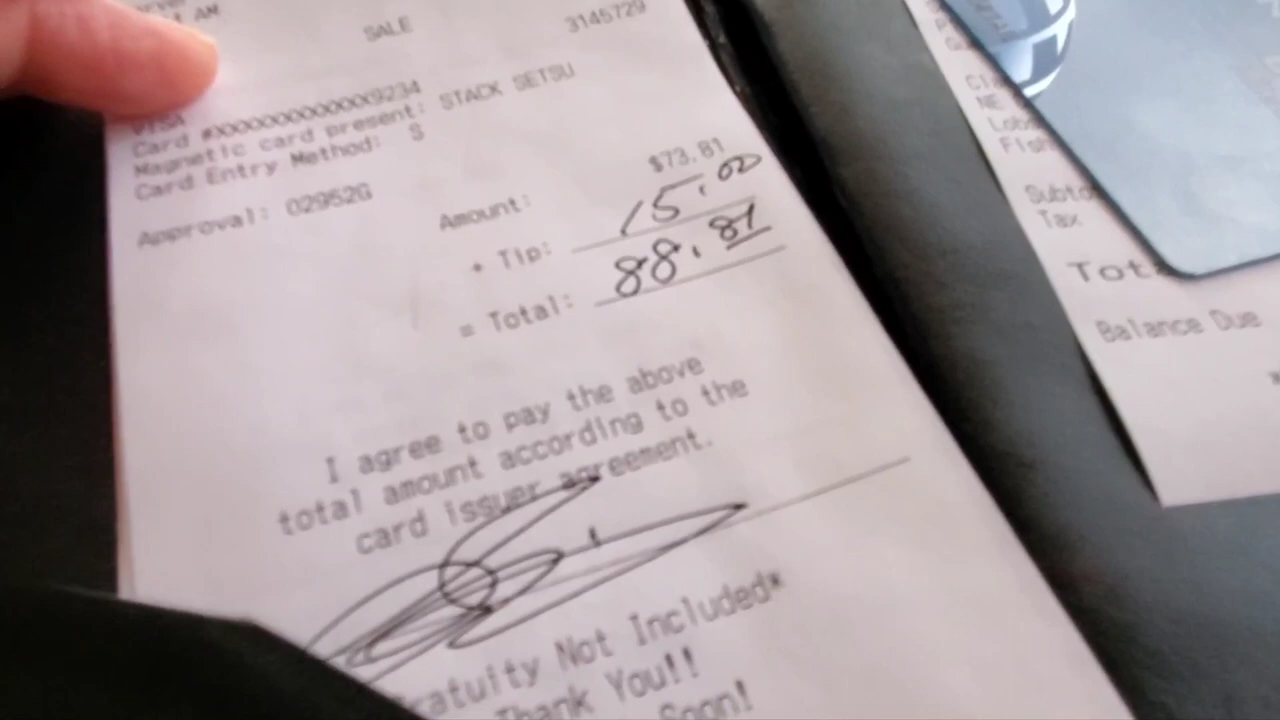 AM
SALE 3145729
VISA
Card #XXXXXXXXXXXX9234
Magnetic card present: STACK SETSU
Card Entry Method: S
Approval: 02952G
Amount: $73.81
+ Tip: 15.00
= Total: 88.81
I agree to pay the above
total amount according to the
card issuer agreement.
Gratuity Not Included*
Thank You!!
Soon!
NE
Tax
Balance Due